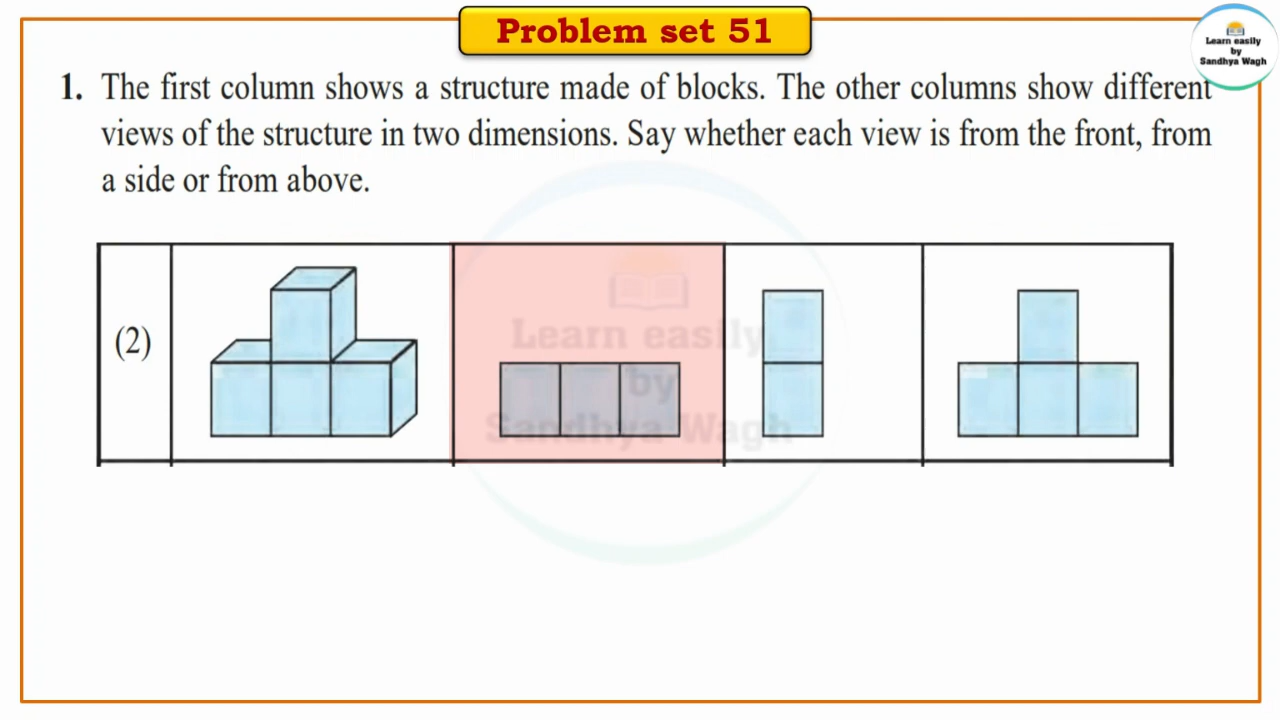 Problem set 51
Learn easily
by
Sandhya Wagh
1. The first column shows a structure made of blocks. The other columns show different
views of the structure in two dimensions. Say whether each view is from the front, from
a side or from above.
(2)
Learn easily
by
Sandhya Wagh